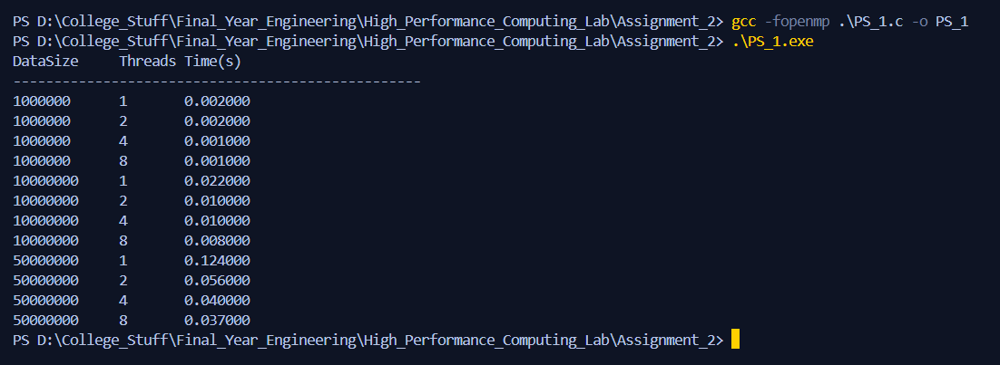 PS D:\College_Stuff\Final_Year_Engineering\High_Performance_Computing_Lab\Assignment_2> gcc -fopenmp .\PS_1.c -o PS_1
PS D:\College_Stuff\Final_Year_Engineering\High_Performance_Computing_Lab\Assignment_2> .\PS_1.exe
DataSize     Threads Time(s)
--------------------------------------------------
1000000      1       0.002000
1000000      2       0.002000
1000000      4       0.001000
1000000      8       0.001000
10000000     1       0.022000
10000000     2       0.010000
10000000     4       0.010000
10000000     8       0.008000
50000000     1       0.124000
50000000     2       0.056000
50000000     4       0.040000
50000000     8       0.037000
PS D:\College_Stuff\Final_Year_Engineering\High_Performance_Computing_Lab\Assignment_2>